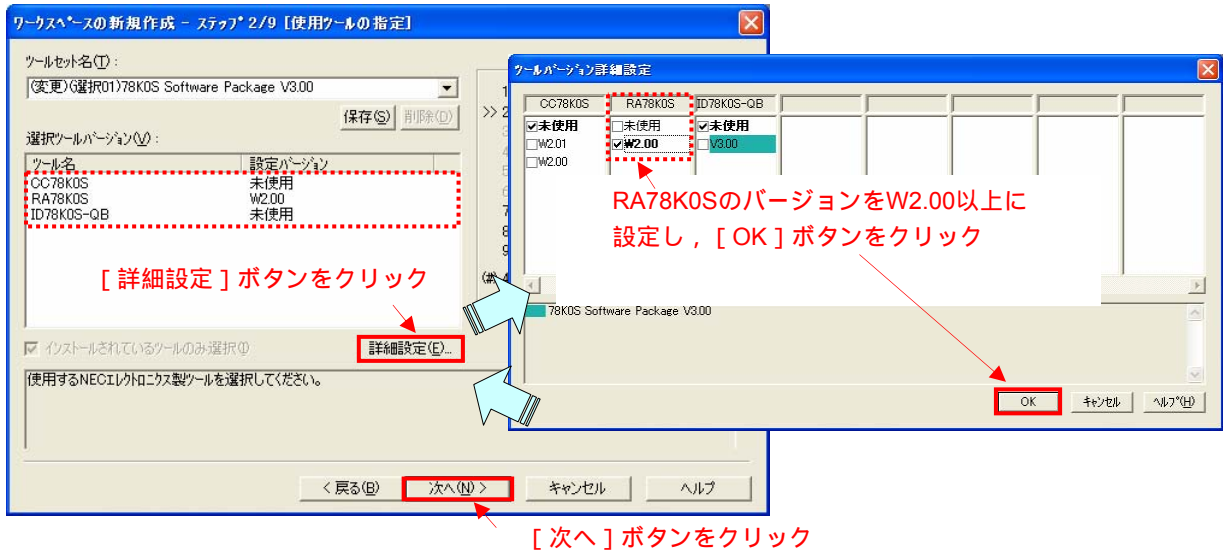 ワークスペースの新規作成 - ステップ 2/9 [使用ツールの指定]
ツールセット名(T) :
(変更)(選択01)78K0S Software Package V3.00
保存(S) 削除(D)
選択ツールバージョン(V) :
ツール名 設定バージョン
CC78K0S 未使用
RA78K0S W2.00
ID78K0S-QB 未使用
［詳細設定］ボタンをクリック
インストールされているツールのみ選択(I)
詳細設定(E)...
使用するNECエレクトロニクス製ツールを選択してください。
< 戻る(B) 次へ(N) > キャンセル ヘルプ
［次へ］ボタンをクリック
1
>> 2
3
4
5
6
7
8
9
ツールバージョン詳細設定
CC78K0S RA78K0S ID78K0S-QB
未使用 未使用 未使用
W2.01 W2.00 V3.00
W2.00
RA78K0SのバージョンをW2.00以上に
設定し，［OK］ボタンをクリック
78K0S Software Package V3.00
OK キャンセル ヘルプ(H)